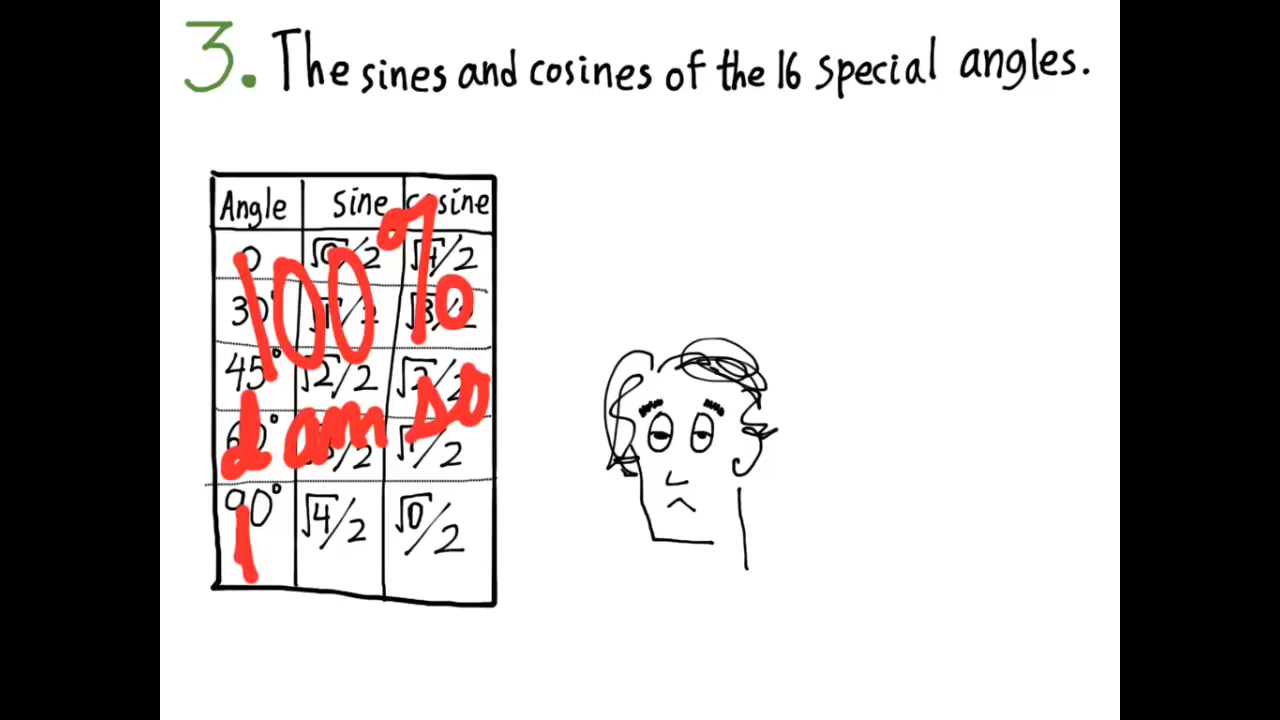 3. The sines and cosines of the 16 special angles.
Angle sine cosine
0 √0/2 √4/2
30° √1/2 √3/2
45° √2/2 √2/2
60° √3/2 √1/2
90° √4/2 √0/2
100%
I am so